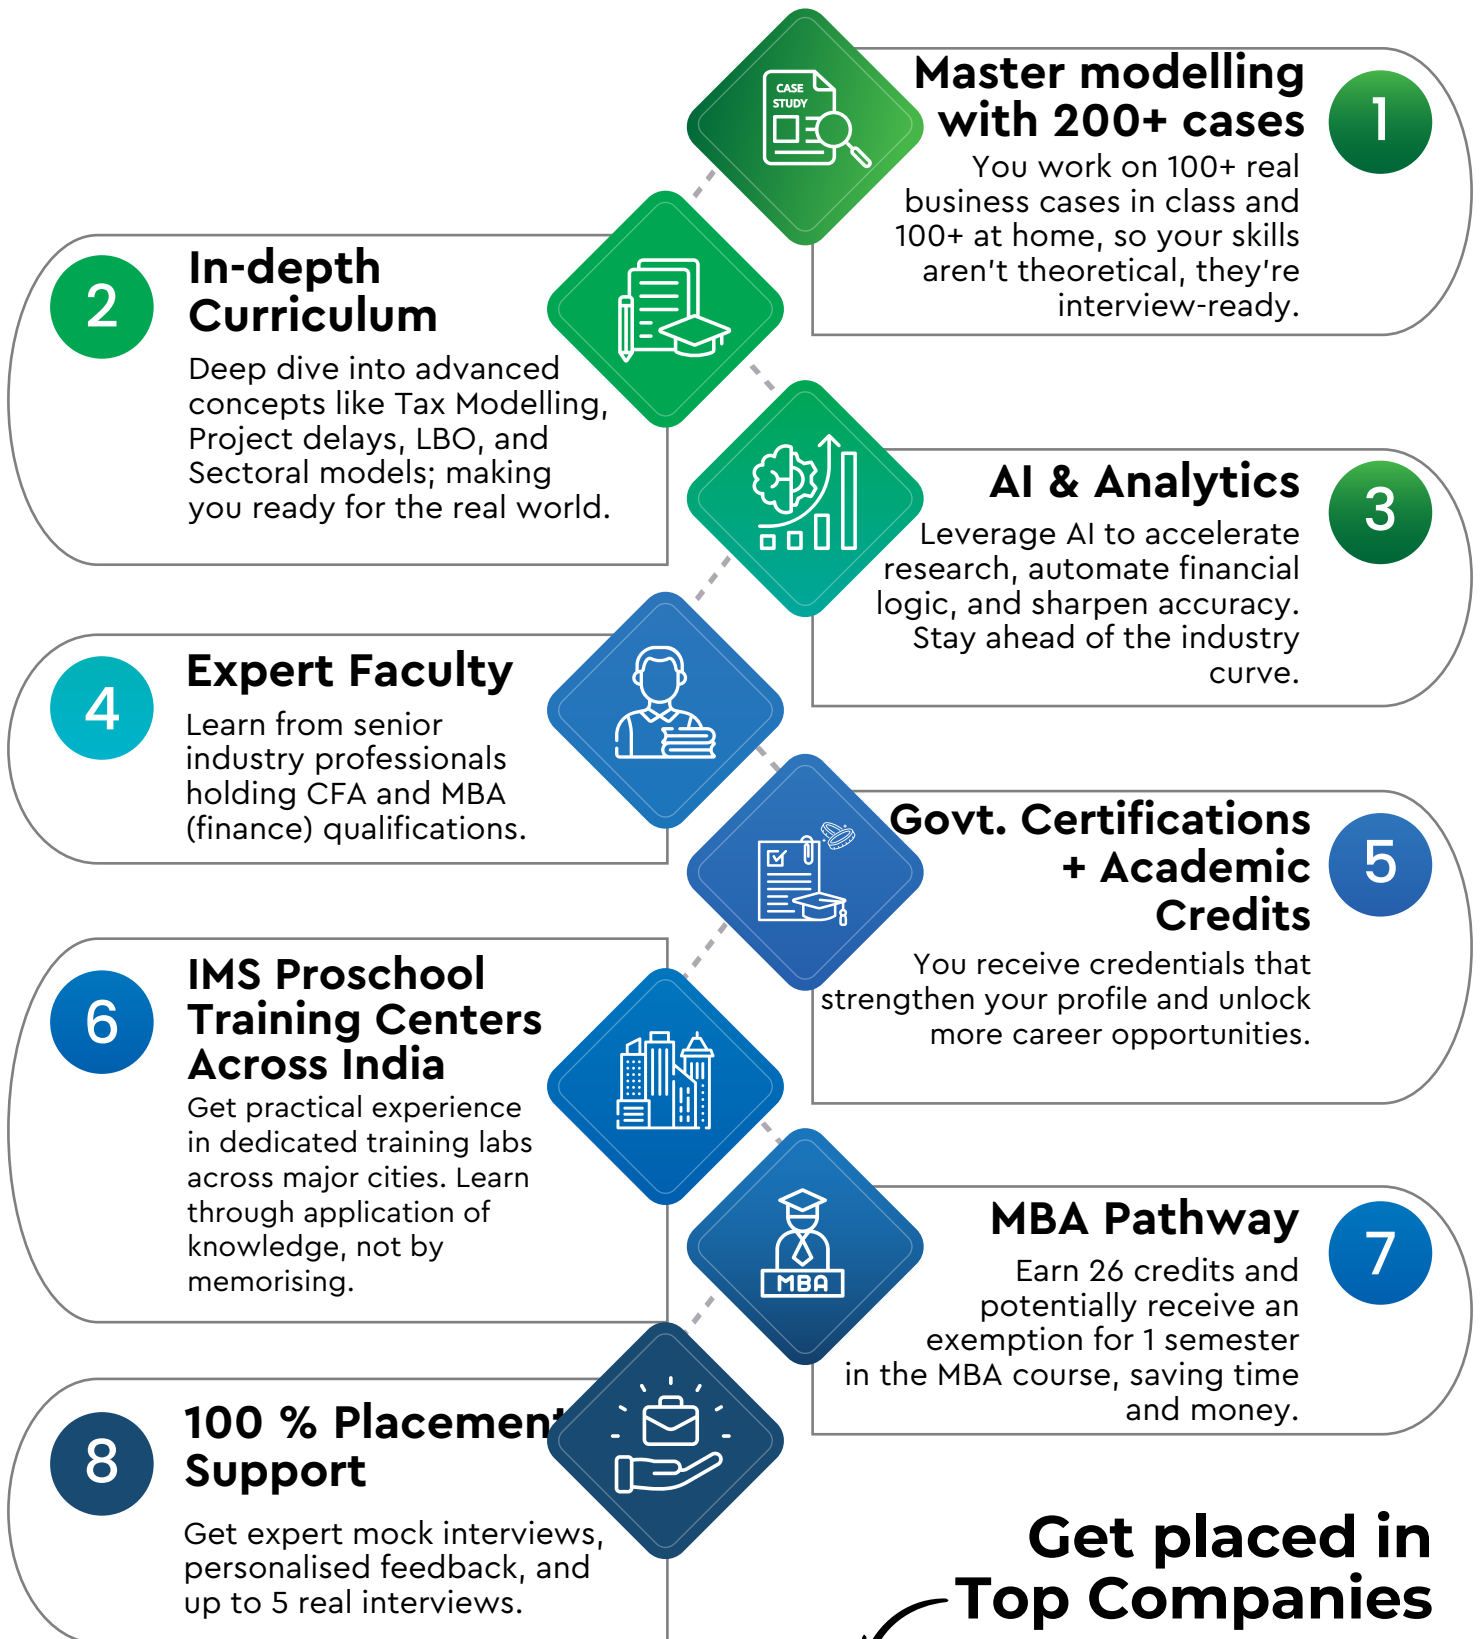 CASE
STUDY
Master modelling
with 200+ cases
1
You work on 100+ real
business cases in class and
100+ at home, so your skills
aren't theoretical, they're
interview-ready.
2
In-depth
Curriculum
Deep dive into advanced
concepts like Tax Modelling,
Project delays, LBO, and
Sectoral models; making
you ready for the real world.
AI & Analytics
3
Leverage AI to accelerate
research, automate financial
logic, and sharpen accuracy.
Stay ahead of the industry
curve.
4
Expert Faculty
Learn from senior
industry professionals
holding CFA and MBA
(finance) qualifications.
Govt. Certifications
+ Academic
Credits
5
You receive credentials that
strengthen your profile and unlock
more career opportunities.
6
IMS Proschool
Training Centers
Across India
Get practical experience
in dedicated training labs
across major cities. Learn
through application of
knowledge, not by
memorising.
MBA
MBA Pathway
7
Earn 26 credits and
potentially receive an
exemption for 1 semester
in the MBA course, saving time
and money.
8
100 % Placement
Support
Get expert mock interviews,
personalised feedback, and
up to 5 real interviews.
Get placed in
Top Companies